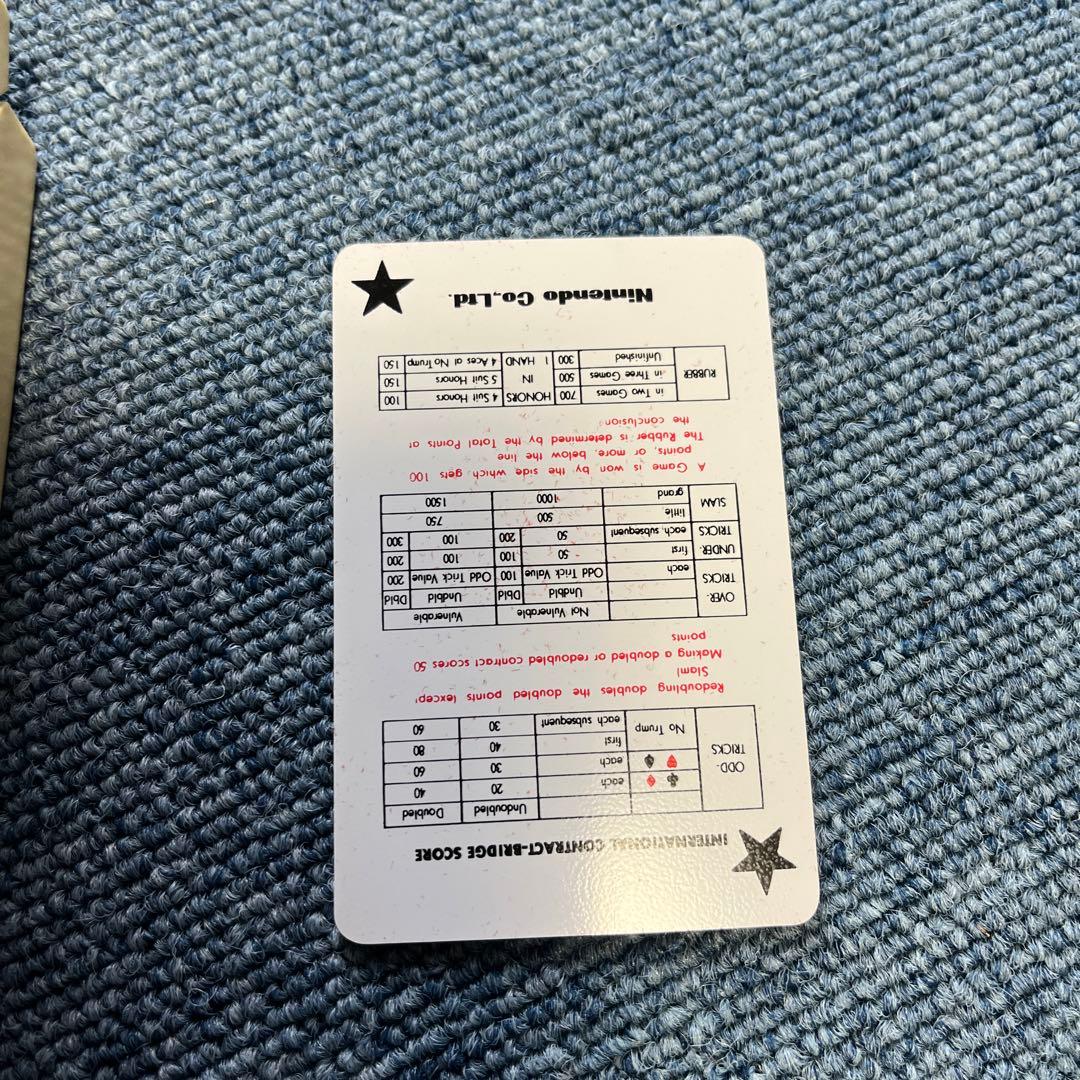 INTERNATIONAL CONTRACT-BRIDGE SCORE
Undoubled Doubled
ODD- ♣ ♦ each 20 40
TRICKS ♥ ♠ each 30 60
No Trump first 40 80
each subsequent 30 60
Redoubling doubles the doubled points (except
Slam)
Making a doubled or redoubled contract scores 50
points
Not Vulnerable Vulnerable
OVER- Undbld Dbld Undbld Dbld
TRICKS each Odd Trick Value 100 Odd Trick Value 200
UNDER- first 50 100 100 200
TRICKS each, subsequent 50 200 100 300
SLAM little 500 750
grand 1000 1500
A Game is won by the side which gets 100
points, or more, below the line
The Rubber is determined by the Total Points at
the conclusion.
RUBBER in Two Games 700 HONORS 4 Suit Honors 100
in Three Games 500 IN 5 Suit Honors 150
Unfinished 300 1 HAND 4 Aces at No Trump 150
Nintendo Co.,Ltd.